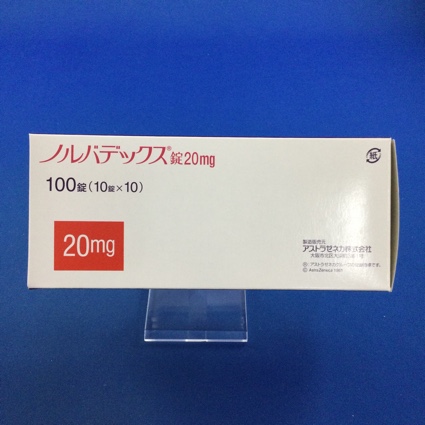 ノルバデックス®錠20mg
紙
100錠(10錠×10)
20mg
製造販売元
アストラゼネカ株式会社